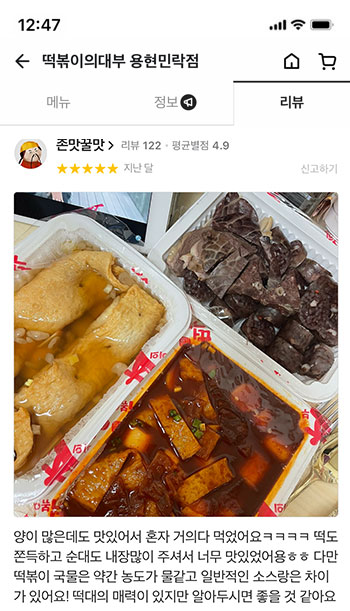 12:47
떡볶이의대부 용현민락점
메뉴
정보
리뷰
존맛꿀맛 > 리뷰 122 · 평균별점 4.9
★★★★★ 지난 달
신고하기
양이 많은데도 맛있어서 혼자 거의다 먹었어요ㅋㅋㅋㅋ 떡도
쫀득하고 순대도 내장많이 주셔서 너무 맛있었어용ㅎㅎ 다만
떡볶이 국물은 약간 농도가 물같고 일반적인 소스랑은 차이
가 있어요! 떡대의 매력이 있지만 알아두시면 좋을 것 같아요